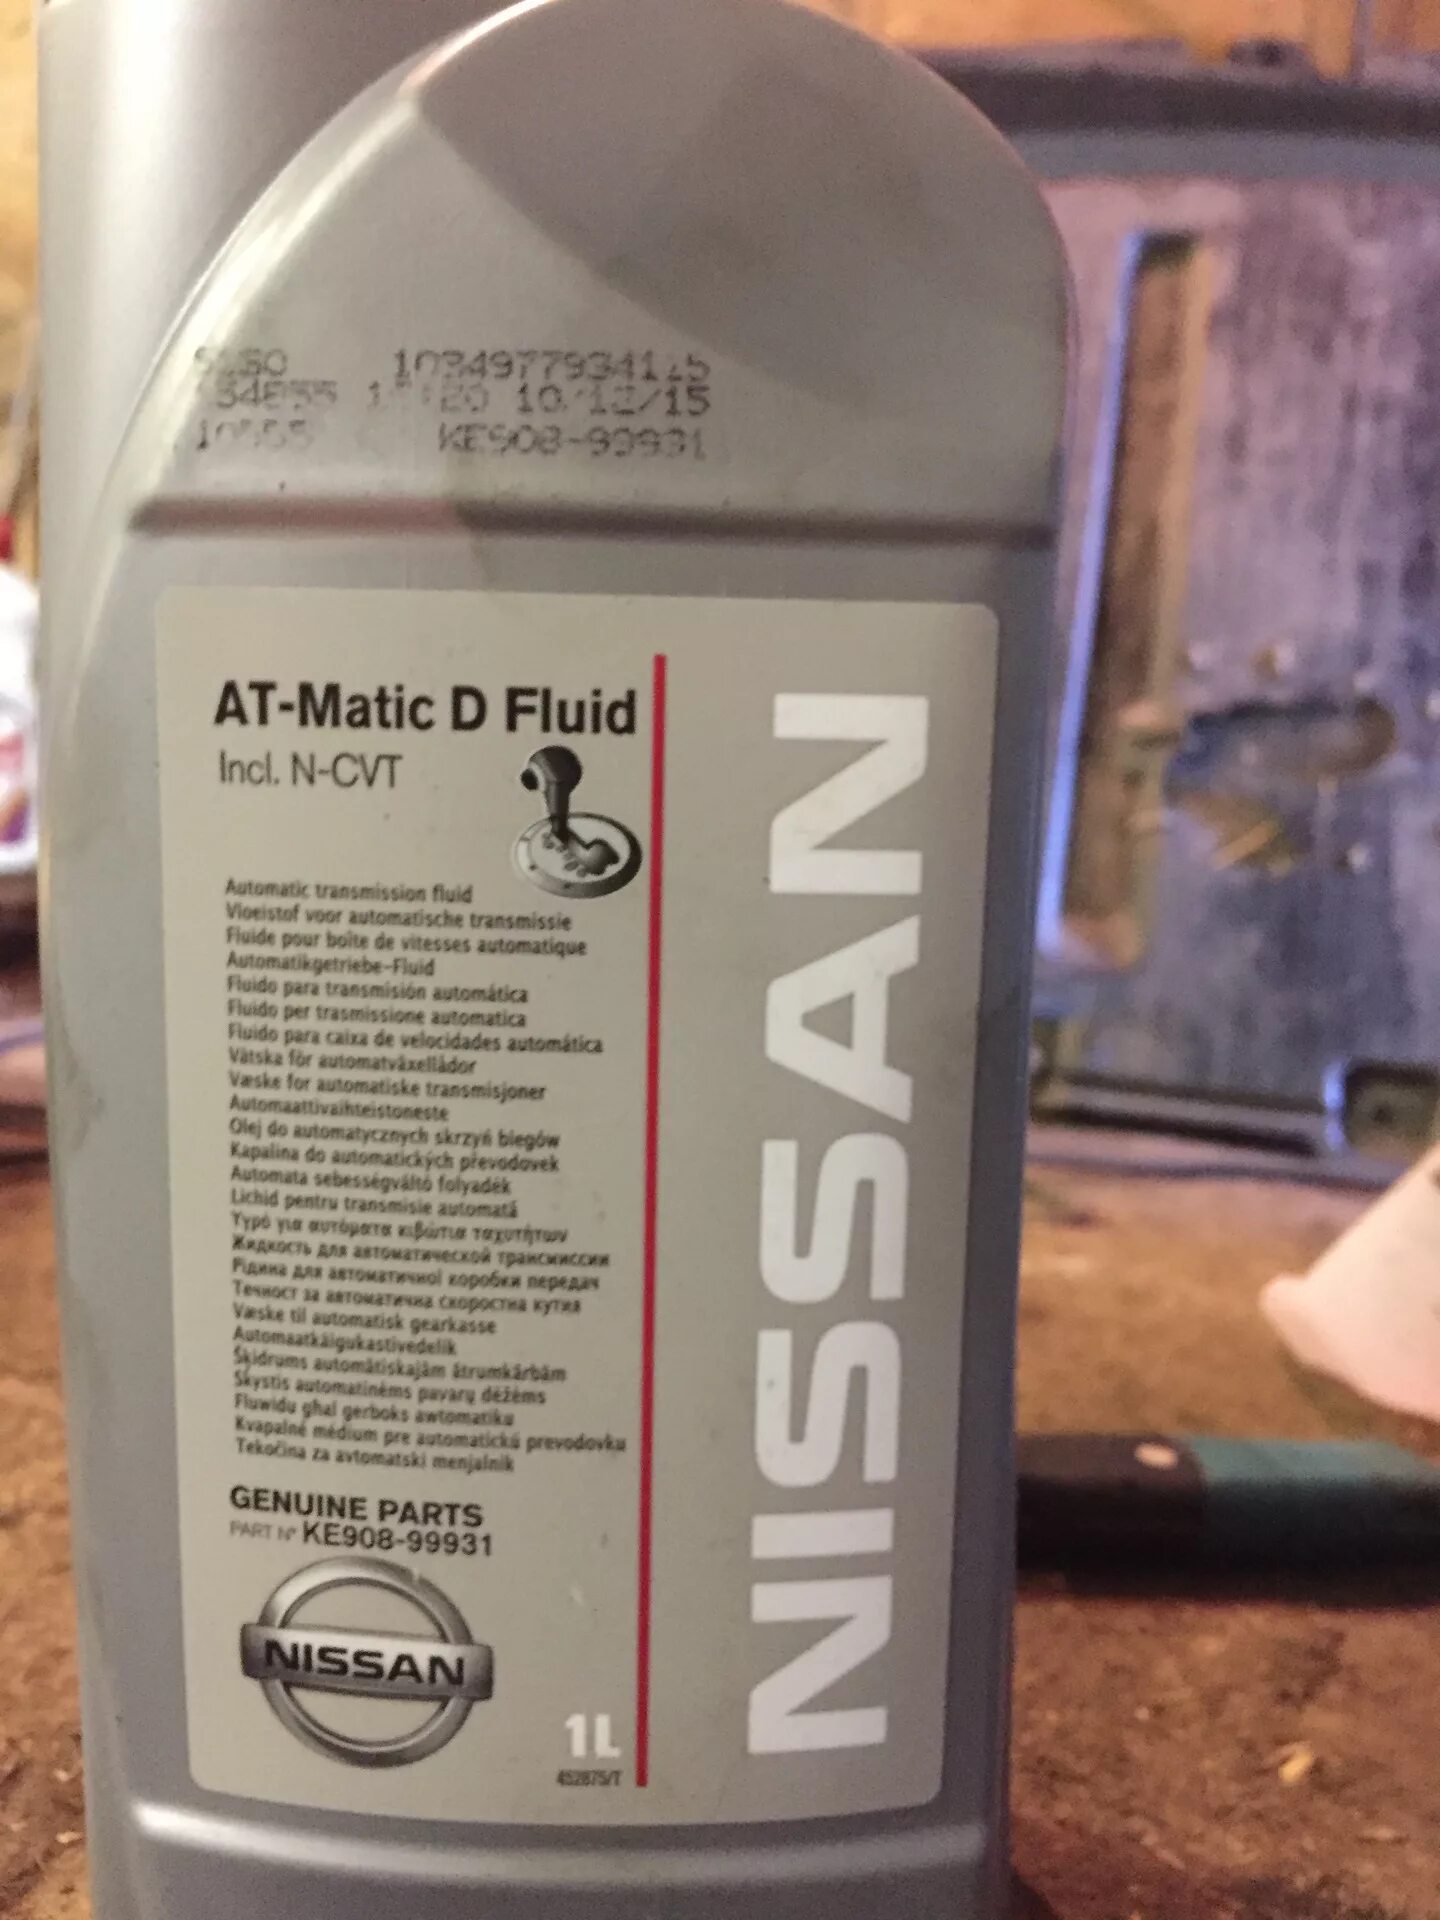 10/12/15
KE908-99931
AT-Matic D Fluid
Incl. N-CVT
Automatic transmission fluid
Vloeistof voor automatische transmissie
Fluide pour boîte de vitesses automatique
Automatikgetriebe-Fluid
Fluido para transmisión automática
Fluido per trasmissione automatica
Fluido para caixa de velocidades automática
Vätska för automatväxellådor
Væske for automatiske transmisjoner
Automaattivaihteistoneste
Olej do automatycznych skrzyń biegów
Kapalina do automatických převodovek
Automata sebességváltó folyadék
Lichid pentru transmisie automată
Υγρό για αυτόματα κιβώτια ταχυτήτων
Жидкость для автоматической трансмиссии
Рідина для автоматичної коробки передач
Течност за автоматична скоростна кутия
Væske til automatisk gearkasse
Automaatkäigukastivedelik
Šķidrums automātiskajām ātrumkārbām
Skystis automatinėms pavarų dėžėms
Fluwidu ghal gerboks awtomatiku
Kvapalné médium pre automatickú prevodovku
Tekočina za avtomatski menjalnik
GENUINE PARTS
PART N° KE908-99931
NISSAN
1L
452875/T
NISSAN